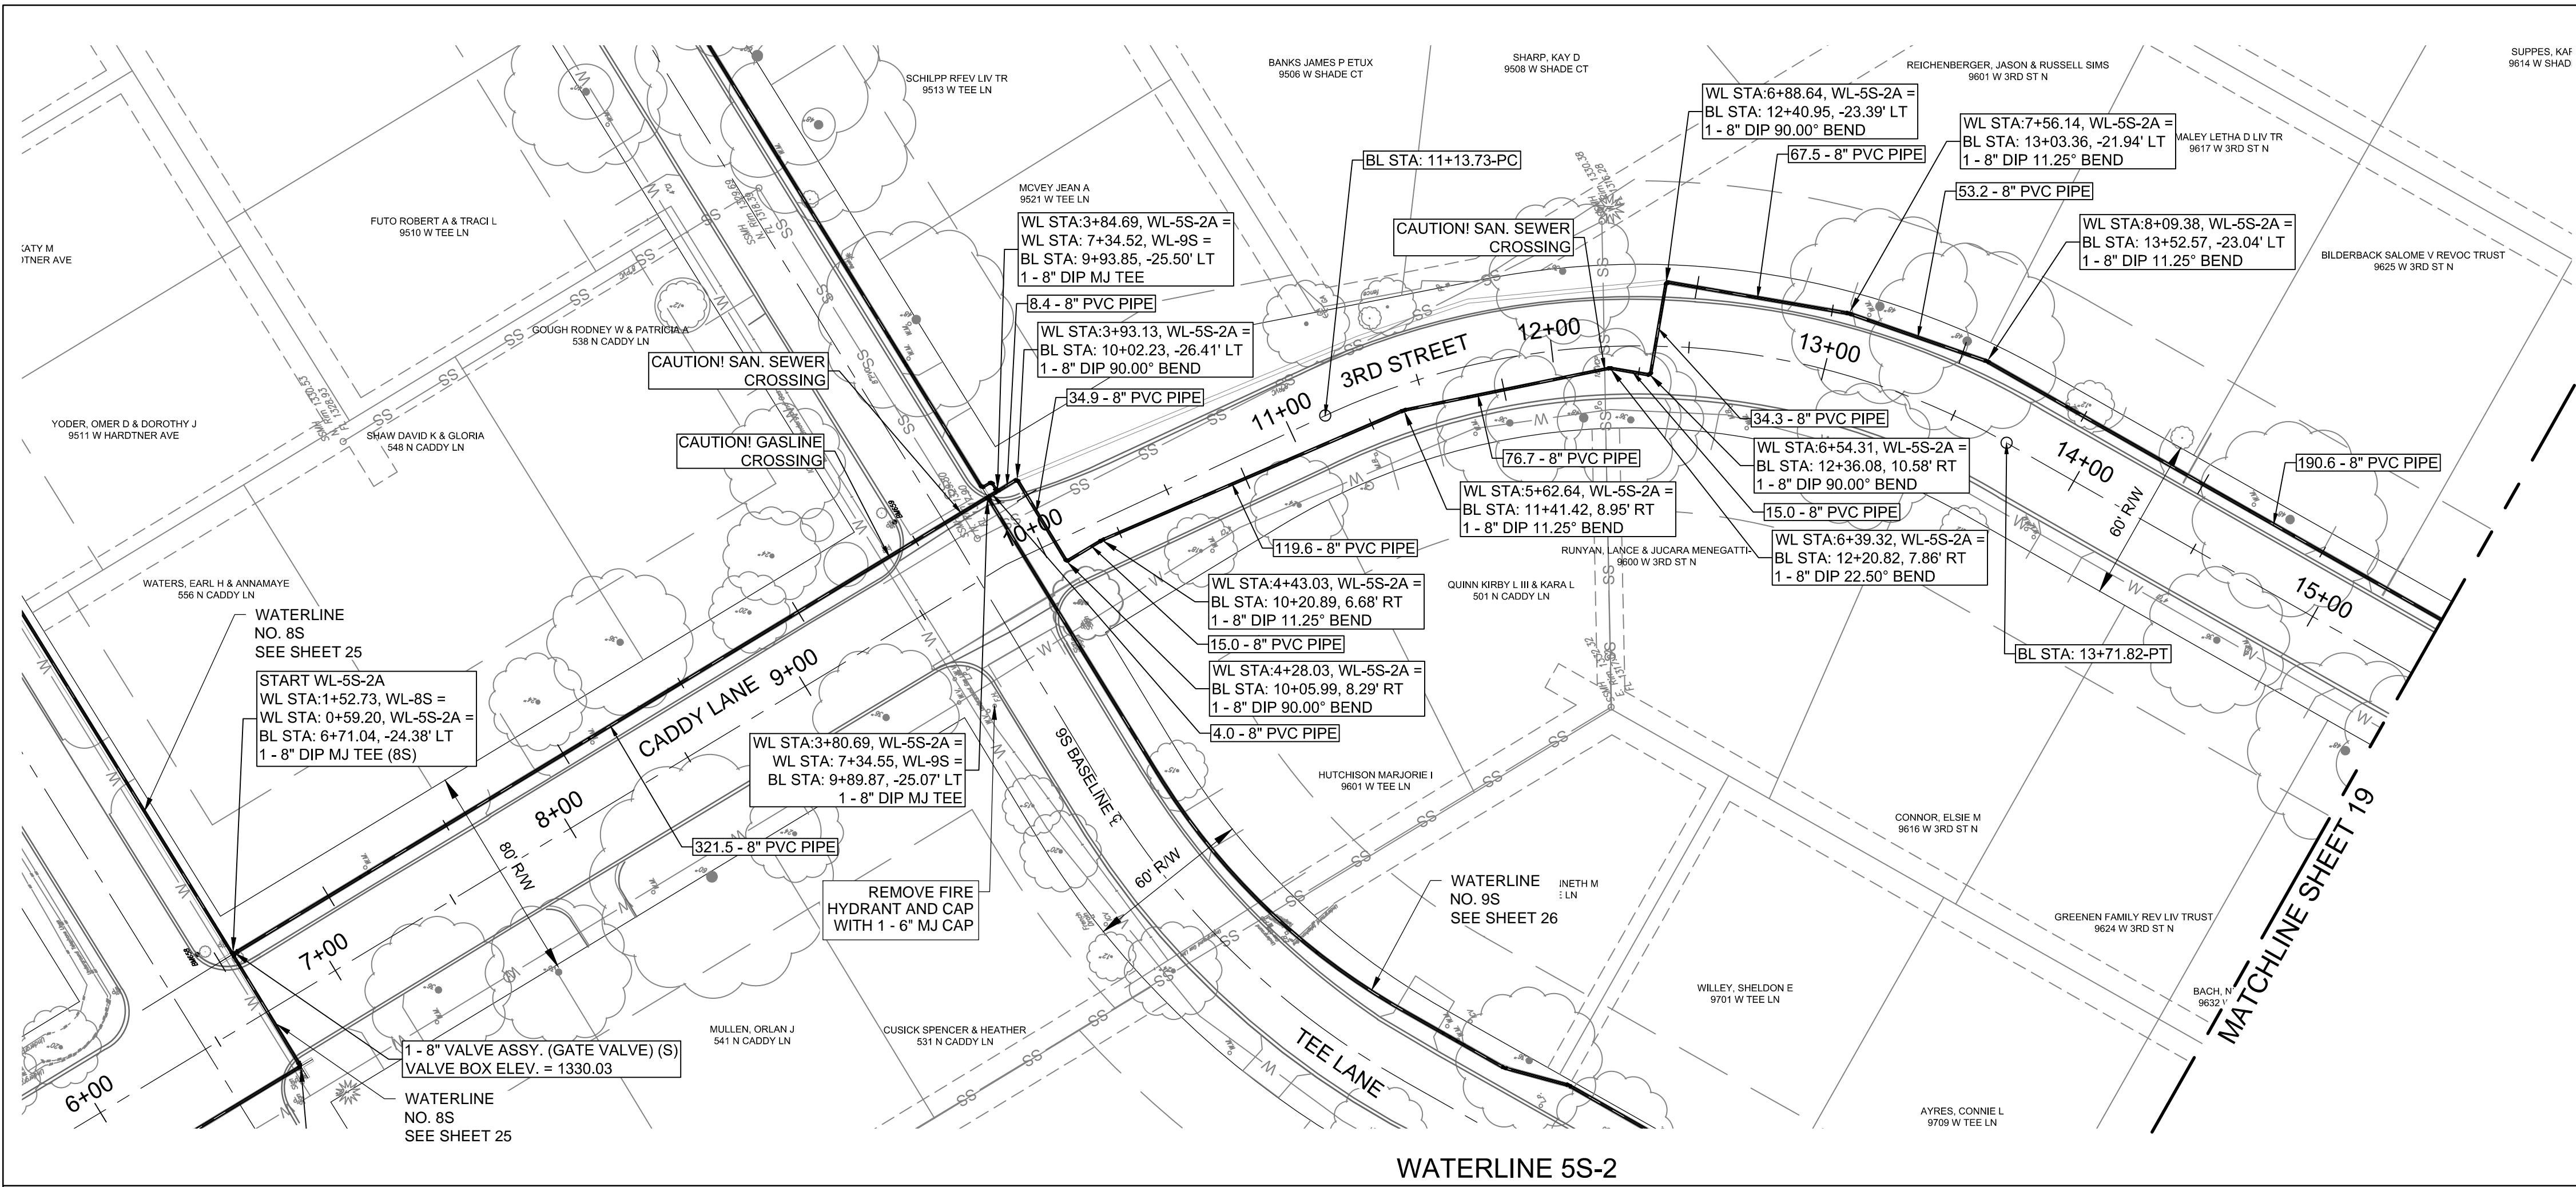 SCHILPP RFEV LIV TR
9513 W TEE LN
BANKS JAMES P ETUX
9506 W SHADE CT
SHARP, KAY D
9508 W SHADE CT
REICHENBERGER, JASON & RUSSELL SIMS
9601 W 3RD ST N
SUPPES, KAR
9614 W SHAD
WL STA:6+88.64, WL-5S-2A =
BL STA: 12+40.95, -23.39' LT
1 - 8" DIP 90.00° BEND
WL STA:7+56.14, WL-5S-2A =
BL STA: 13+03.36, -21.94' LT
1 - 8" DIP 11.25° BEND
MALEY LETHA D LIV TR
9617 W 3RD ST N
BL STA: 11+13.73-PC
67.5 - 8" PVC PIPE
53.2 - 8" PVC PIPE
MCVEY JEAN A
9521 W TEE LN
FUTO ROBERT A & TRACI L
9510 W TEE LN
KATY M
DTNER AVE
WL STA:3+84.69, WL-5S-2A =
WL STA: 7+34.52, WL-9S =
BL STA: 9+93.85, -25.50' LT
1 - 8" DIP MJ TEE
CAUTION! SAN. SEWER
CROSSING
WL STA:8+09.38, WL-5S-2A =
BL STA: 13+52.57, -23.04' LT
1 - 8" DIP 11.25° BEND
BILDERBACK SALOME V REVOC TRUST
9625 W 3RD ST N
8.4 - 8" PVC PIPE
GOUGH RODNEY W & PATRICIA A
538 N CADDY LN
WL STA:3+93.13, WL-5S-2A =
BL STA: 10+02.23, -26.41' LT
1 - 8" DIP 90.00° BEND
34.9 - 8" PVC PIPE
CAUTION! SAN. SEWER
CROSSING
CAUTION! GASLINE
CROSSING
3RD STREET
11+00
12+00
13+00
14+00
15+00
YODER, OMER D & DOROTHY J
9511 W HARDTNER AVE
SHAW DAVID K & GLORIA
548 N CADDY LN
34.3 - 8" PVC PIPE
WL STA:6+54.31, WL-5S-2A =
BL STA: 12+36.08, 10.58' RT
1 - 8" DIP 90.00° BEND
76.7 - 8" PVC PIPE
190.6 - 8" PVC PIPE
WL STA:5+62.64, WL-5S-2A =
BL STA: 11+41.42, 8.95' RT
1 - 8" DIP 11.25° BEND
15.0 - 8" PVC PIPE
10+00
119.6 - 8" PVC PIPE
RUNYAN, LANCE & JUCARA MENEGATTI-
9600 W 3RD ST N
WL STA:6+39.32, WL-5S-2A =
BL STA: 12+20.82, 7.86' RT
1 - 8" DIP 22.50° BEND
60' R/W
WATERS, EARL H & ANNAMAYE
556 N CADDY LN
QUINN KIRBY L III & KARA L
501 N CADDY LN
WL STA:4+43.03, WL-5S-2A =
BL STA: 10+20.89, 6.68' RT
1 - 8" DIP 11.25° BEND
WATERLINE
NO. 8S
SEE SHEET 25
15.0 - 8" PVC PIPE
BL STA: 13+71.82-PT
WL STA:4+28.03, WL-5S-2A =
BL STA: 10+05.99, 8.29' RT
1 - 8" DIP 90.00° BEND
START WL-5S-2A
WL STA:1+52.73, WL-8S =
WL STA: 0+59.20, WL-5S-2A =
BL STA: 6+71.04, -24.38' LT
1 - 8" DIP MJ TEE (8S)
CADDY LANE
9+00
4.0 - 8" PVC PIPE
WL STA:3+80.69, WL-5S-2A =
WL STA: 7+34.55, WL-9S =
BL STA: 9+89.87, -25.07' LT
1 - 8" DIP MJ TEE
9S BASELINE ℄
HUTCHISON MARJORIE I
9601 W TEE LN
8+00
80' R/W
321.5 - 8" PVC PIPE
CONNOR, ELSIE M
9616 W 3RD ST N
60' R/W
REMOVE FIRE
HYDRANT AND CAP
WITH 1 - 6" MJ CAP
WATERLINE
NO. 9S
SEE SHEET 26
NETH M
LN
GREENEN FAMILY REV LIV TRUST
9624 W 3RD ST N
MATCHLINE SHEET 19
7+00
WILLEY, SHELDON E
9701 W TEE LN
BACH, N
9632
MULLEN, ORLAN J
541 N CADDY LN
CUSICK SPENCER & HEATHER
531 N CADDY LN
1 - 8" VALVE ASSY. (GATE VALVE) (S)
VALVE BOX ELEV. = 1330.03
TEE LANE
6+00
WATERLINE
NO. 8S
SEE SHEET 25
AYRES, CONNIE L
9709 W TEE LN
WATERLINE 5S-2